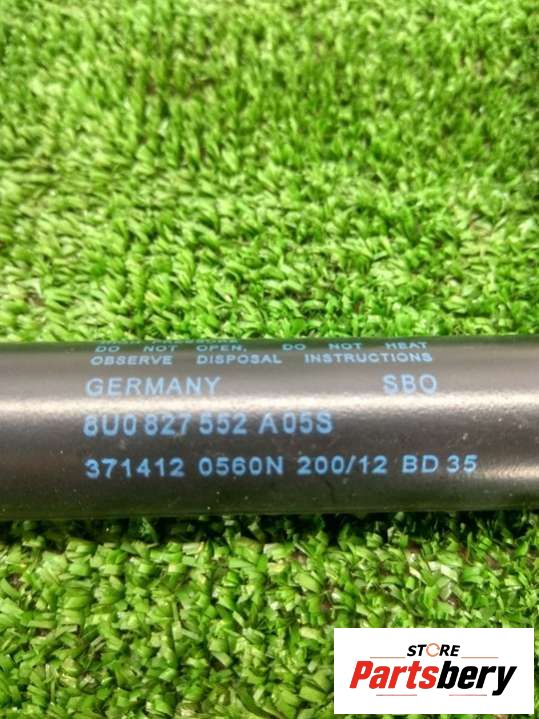 DO NOT OPEN, DO NOT HEAT
OBSERVE DISPOSAL INSTRUCTIONS
GERMANY SBO
8U0 827 552 A 05S
371412 0560N 200/12 BD 35
STORE
Partsbery